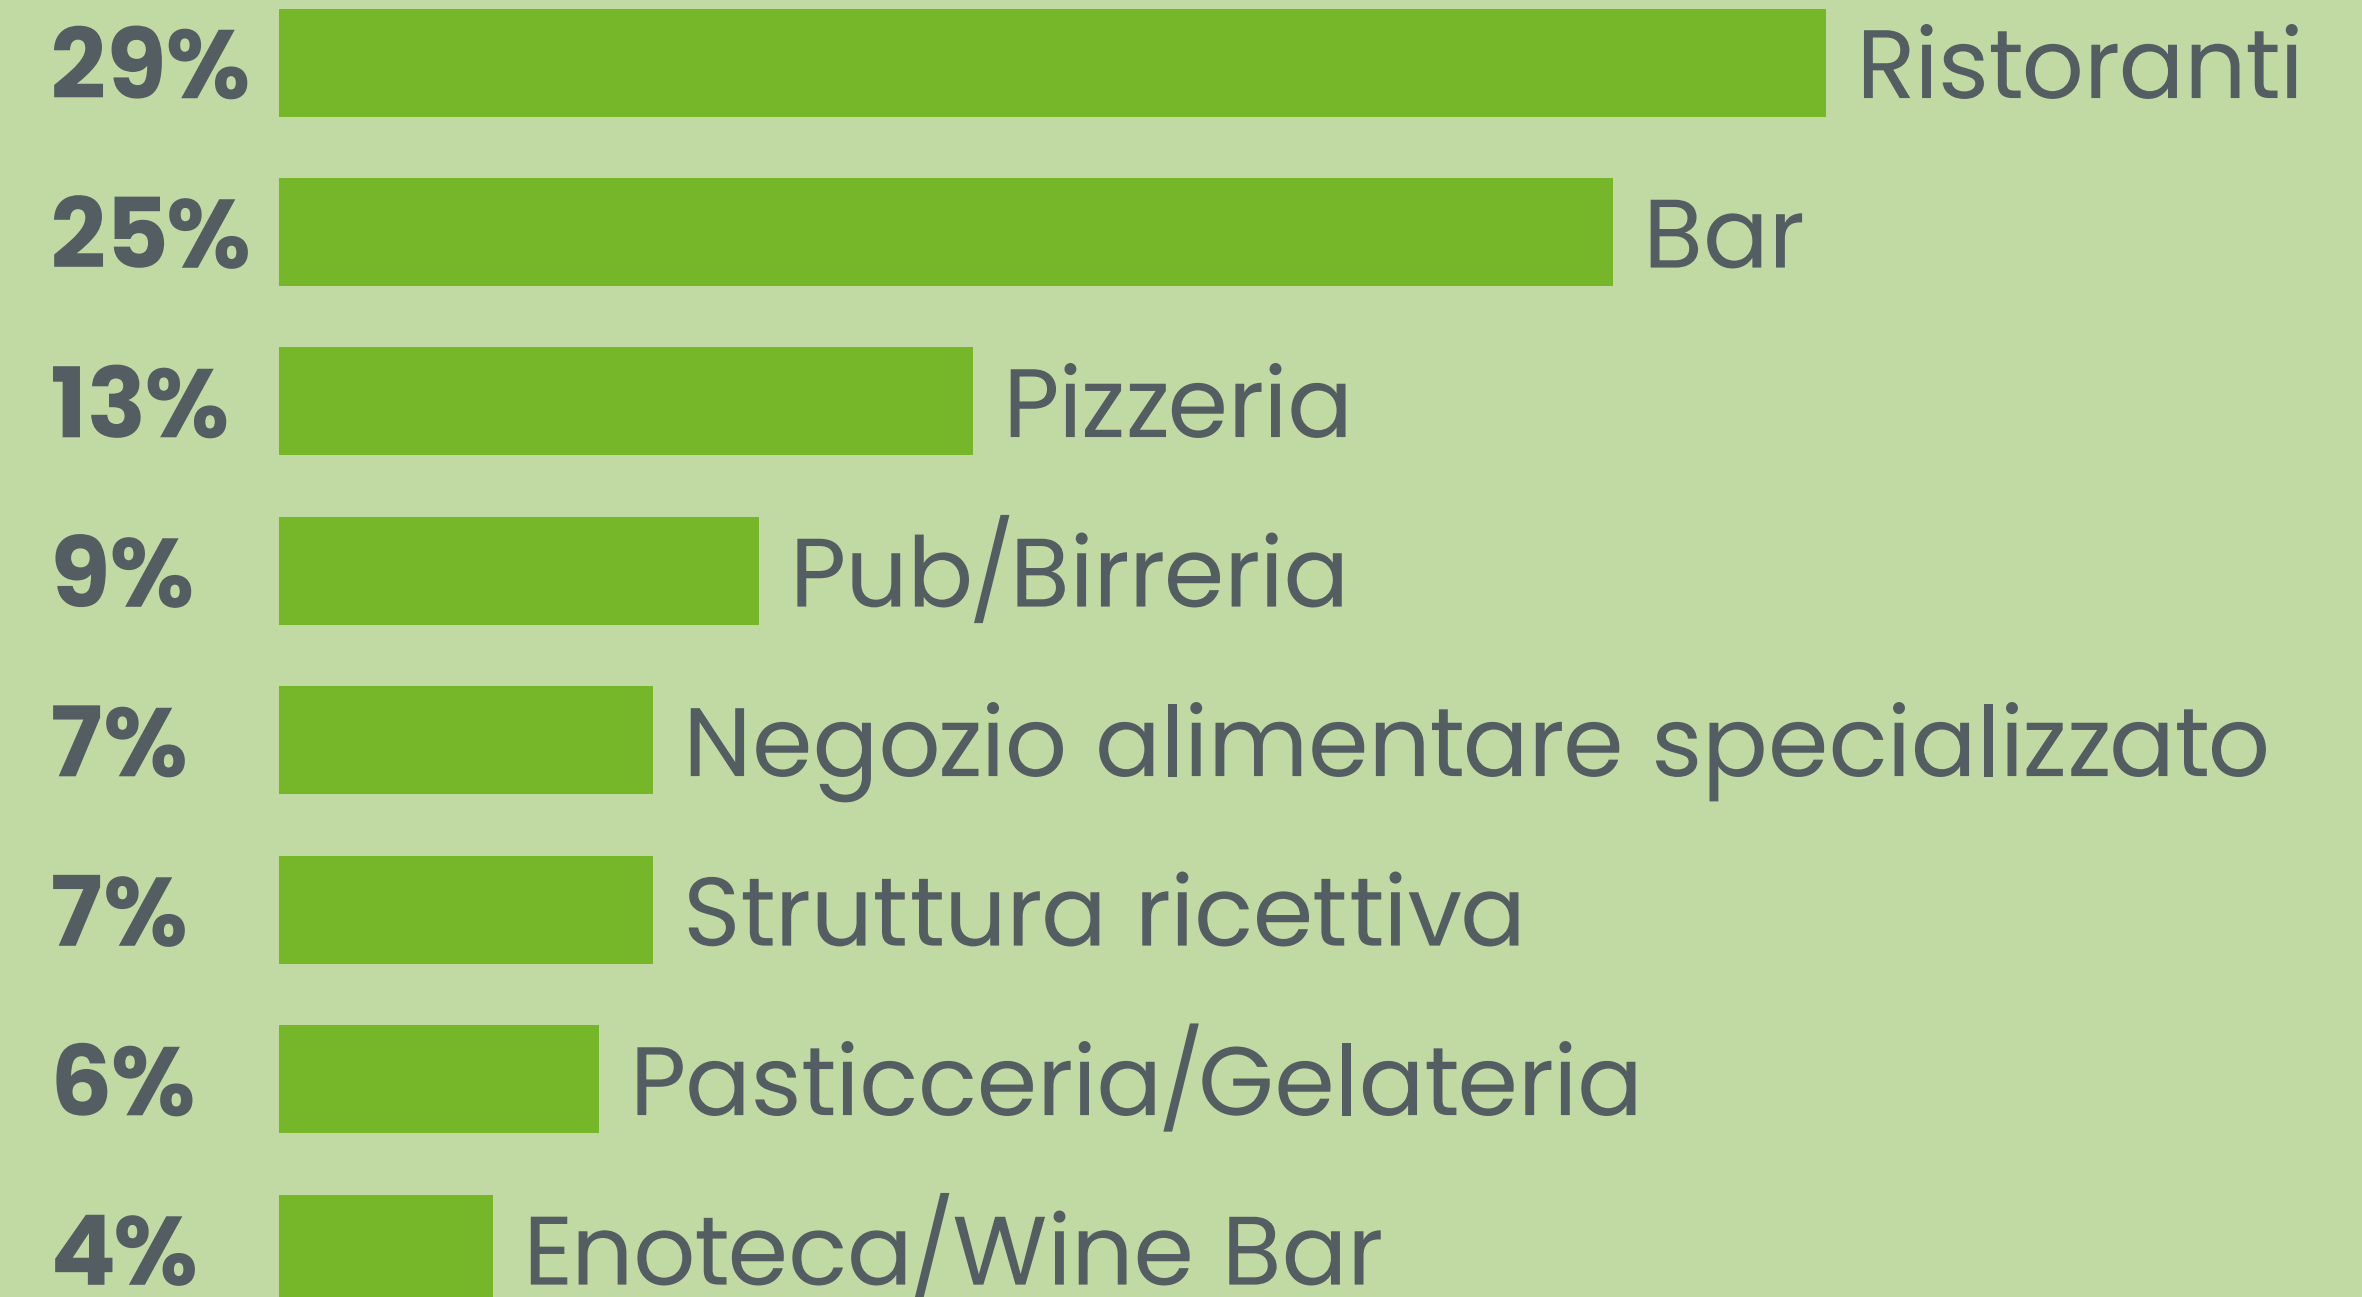 29% Ristoranti
25% Bar
13% Pizzeria
9% Pub/Birreria
7% Negozio alimentare specializzato
7% Struttura ricettiva
6% Pasticceria/Gelateria
4% Enoteca/Wine Bar